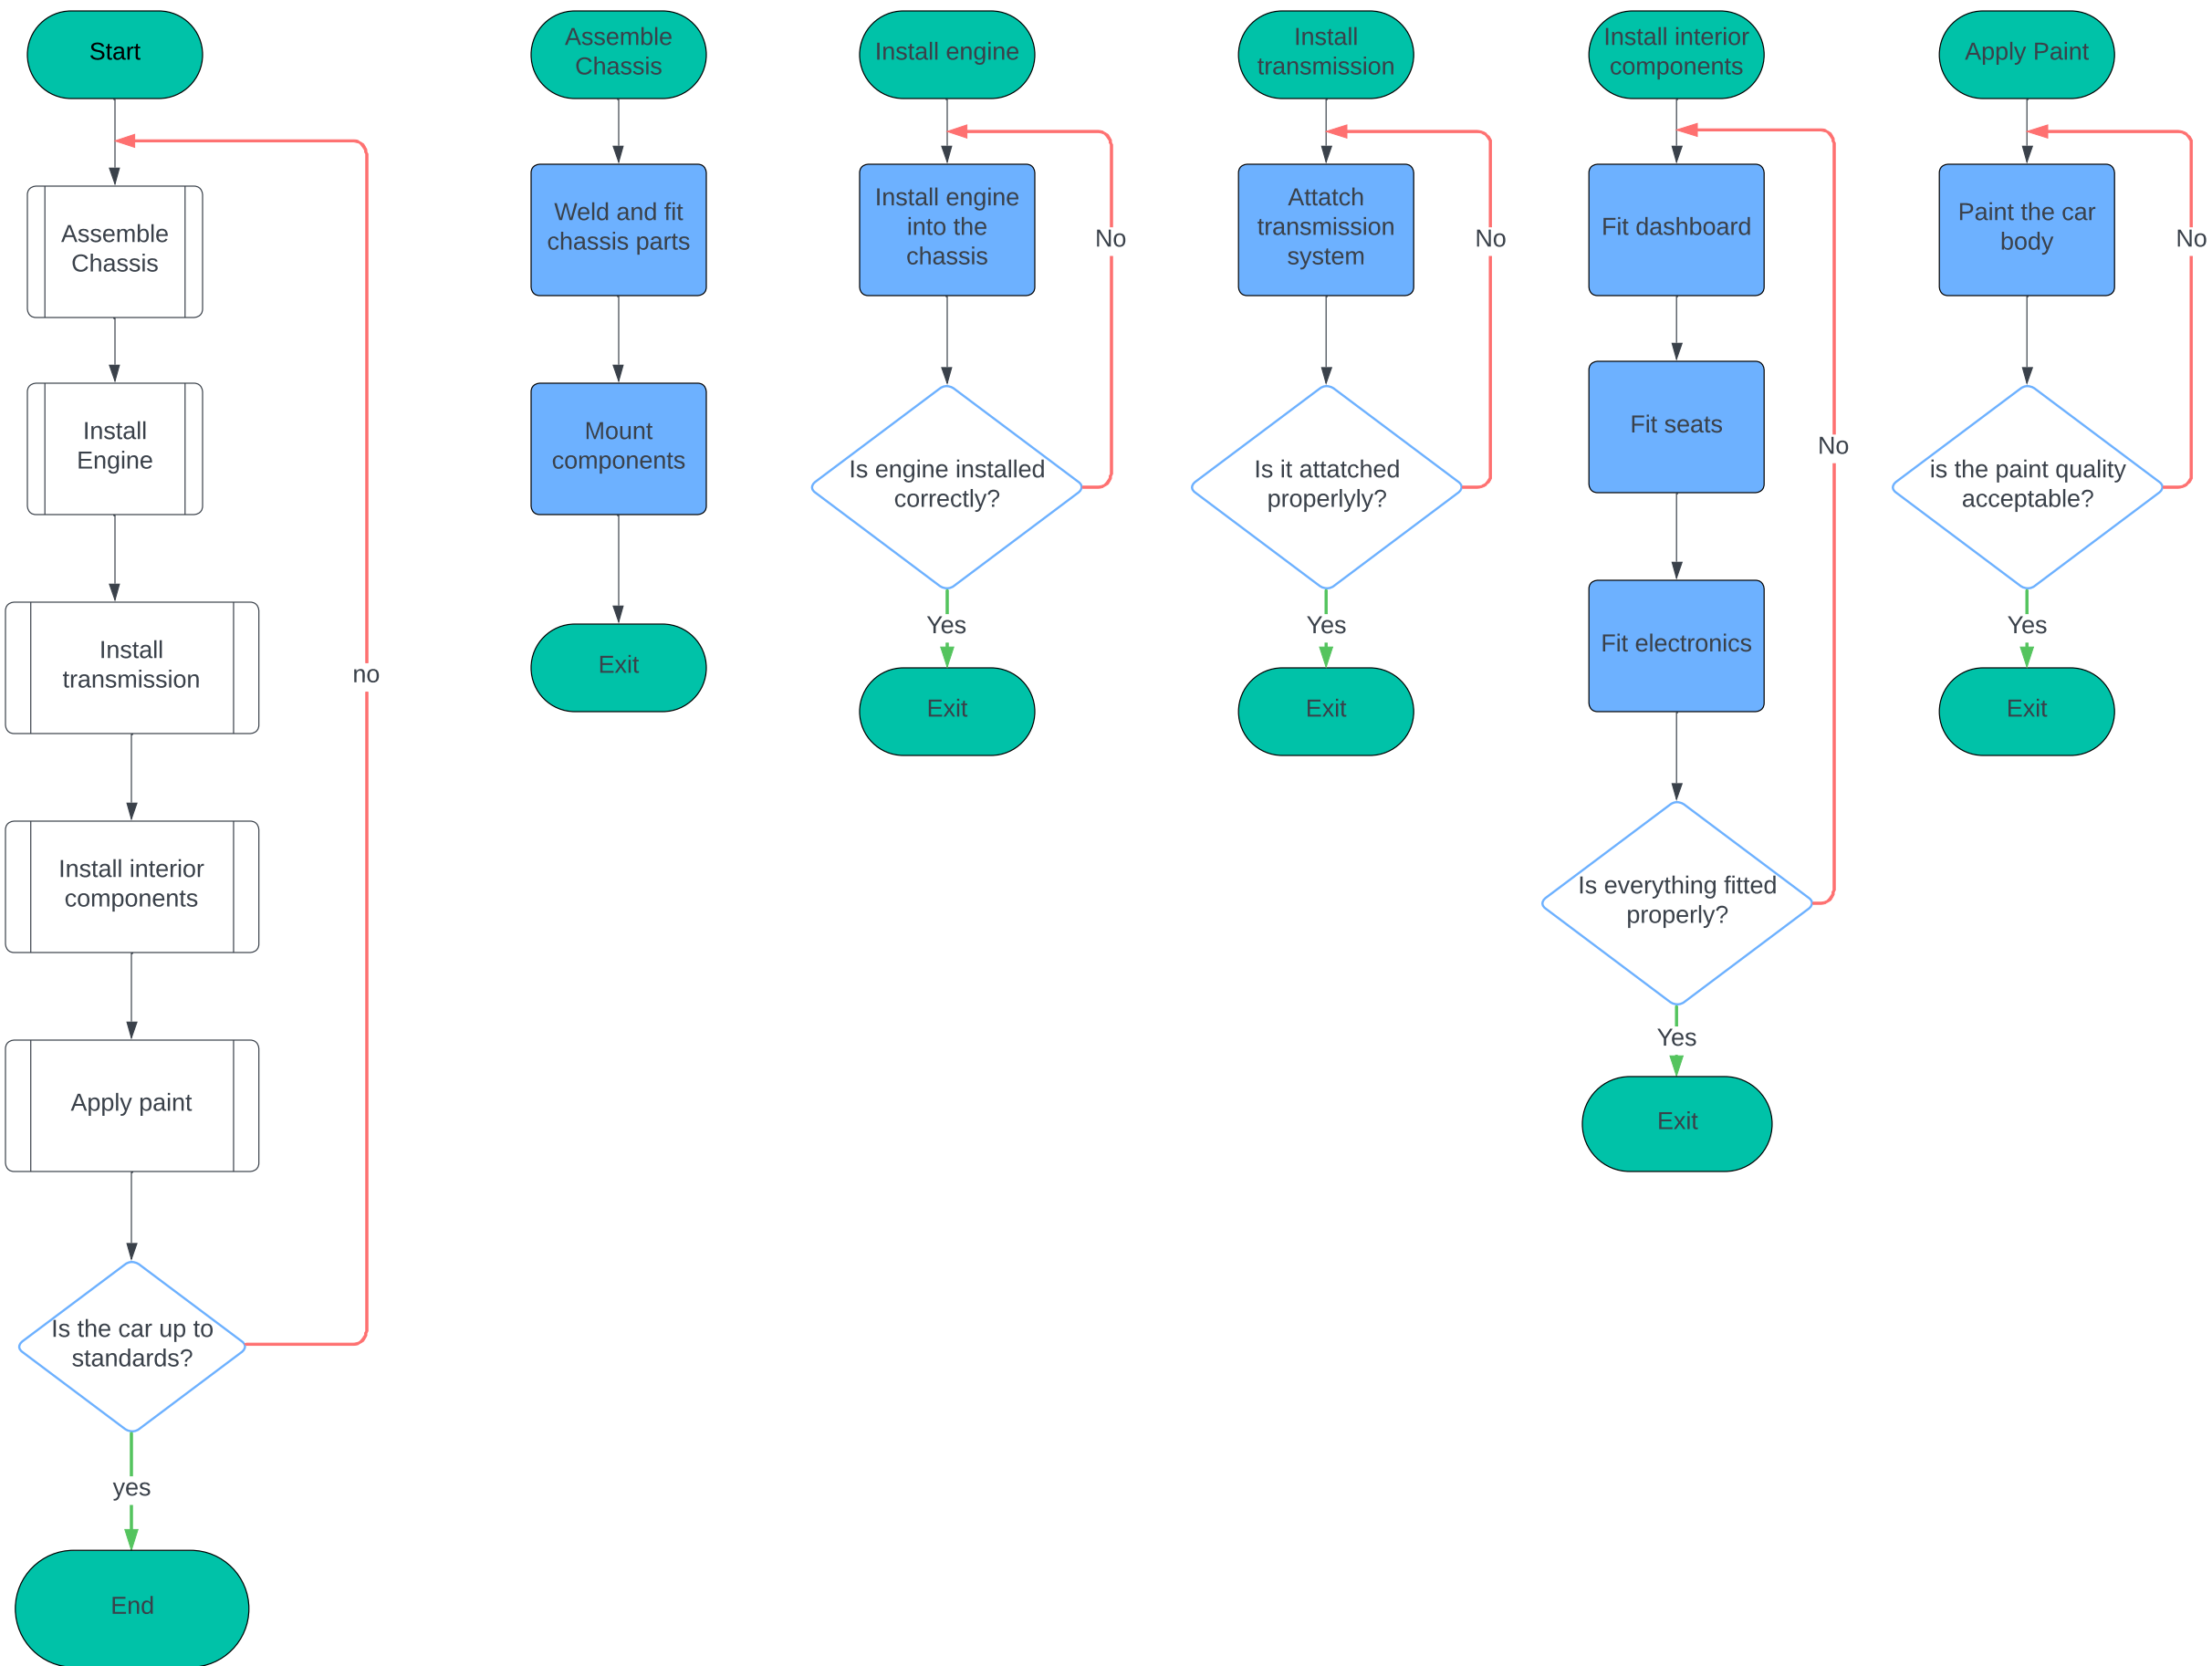 Start
Assemble
Chassis
Install
Engine
Install
transmission
Install interior
components
Apply paint
Is the car up to
standards?
no
yes
End
Assemble
Chassis
Weld and fit
chassis parts
Mount
components
Exit
Install engine
Install engine
into the
chassis
Is engine installed
correctly?
No
Yes
Exit
Install
transmission
Attatch
transmission
system
Is it attatched
properlyly?
No
Yes
Exit
Install interior
components
Fit dashboard
Fit seats
Fit electronics
Is everything fitted
properly?
No
Yes
Exit
Apply Paint
Paint the car
body
is the paint quality
acceptable?
No
Yes
Exit